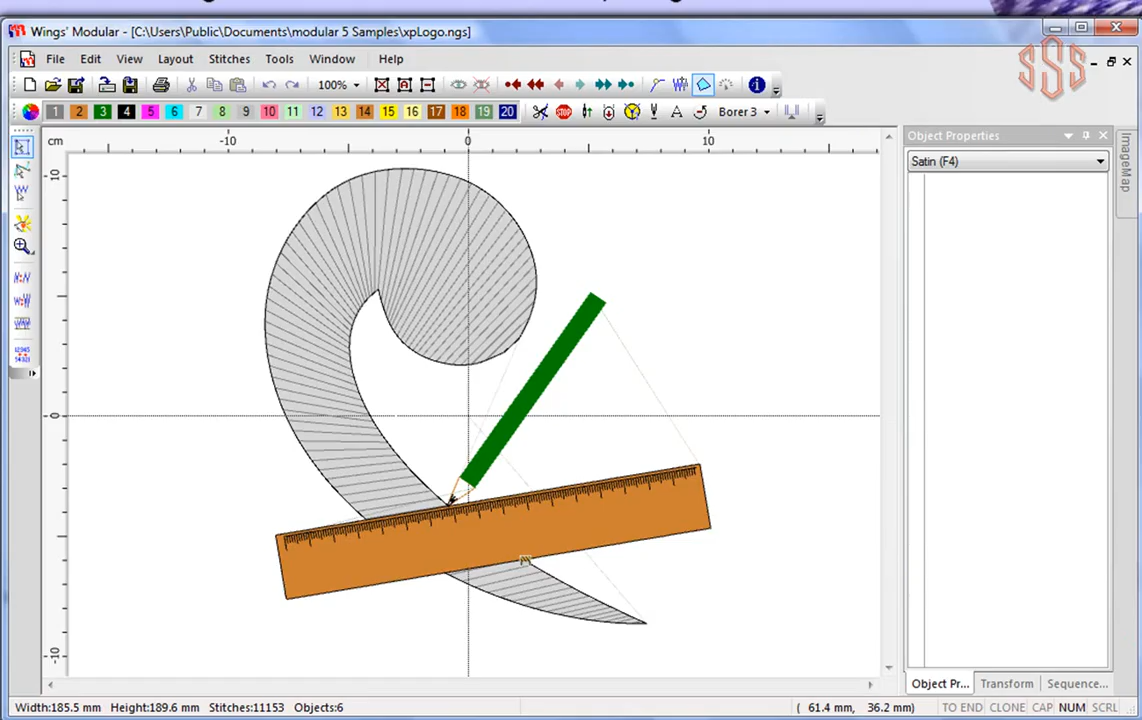 Wings' Modular - [C:\Users\Public\Documents\modular 5 Samples\xpLogo.ngs]
File Edit View Layout Stitches Tools Window Help
SSS
100%
1 2 3 4 5 6 7 8 9 10 11 12 13 14 15 16 17 18 19 20 Borer 3
cm -10 0 10
Object Properties
ImageMap
Satin (F4)
10
0
-10
Object Pr... Transform Sequence...
Width:185.5 mm Height:189.6 mm Stitches:11153 Objects:6 ( 61.4 mm, 36.2 mm) TO END CLONE CAP NUM SCRL